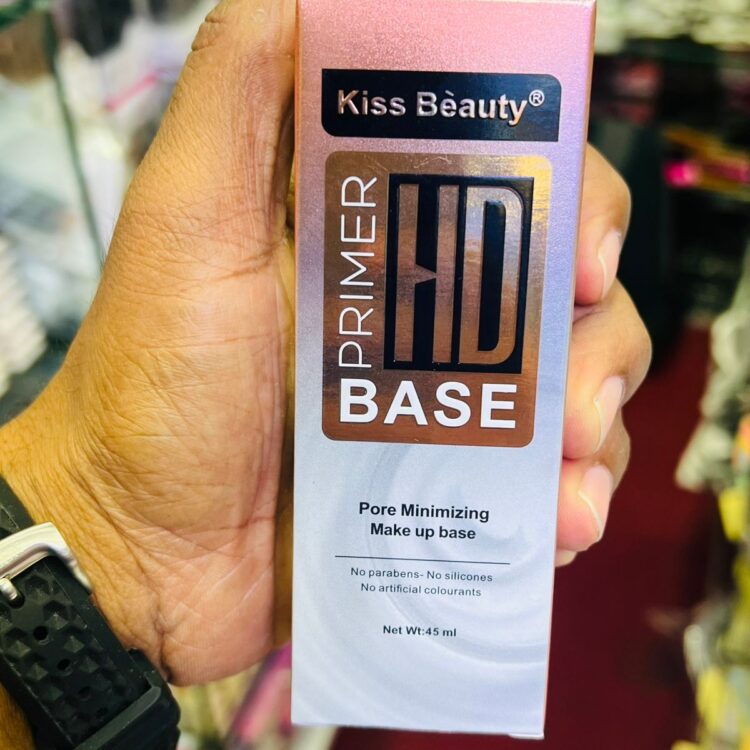 Kiss Bèauty®
PRIMER
HD
BASE
Pore Minimizing
Make up base
No parabens- No silicones
No artificial colourants
Net Wt:45 ml